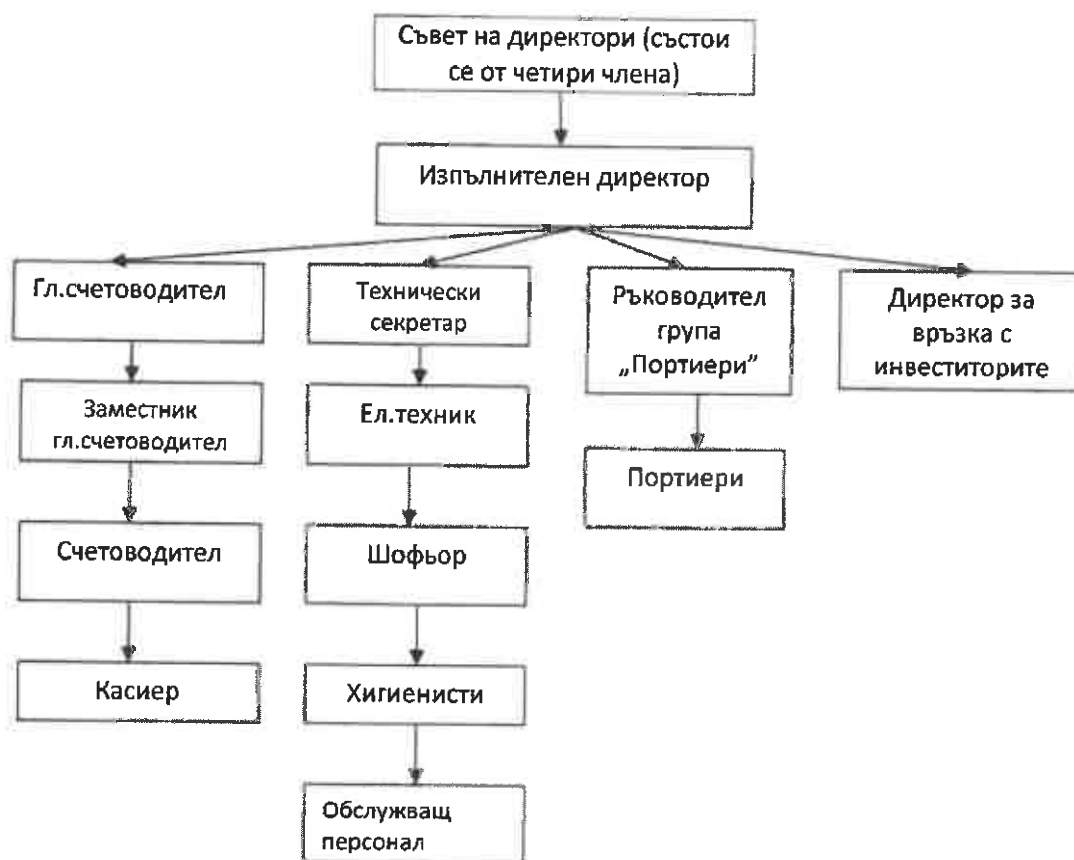 Съвет на директори (състои
се от четири члена)
Изпълнителен директор
Гл.счетоводител
Технически
секретар
Ръководител
група
„Портиери”
Директор за
връзка с
инвеститорите
Заместник
гл.счетоводител
Ел.техник
Портиери
Счетоводител
Шофьор
Касиер
Хигиенисти
Обслужващ
персонал